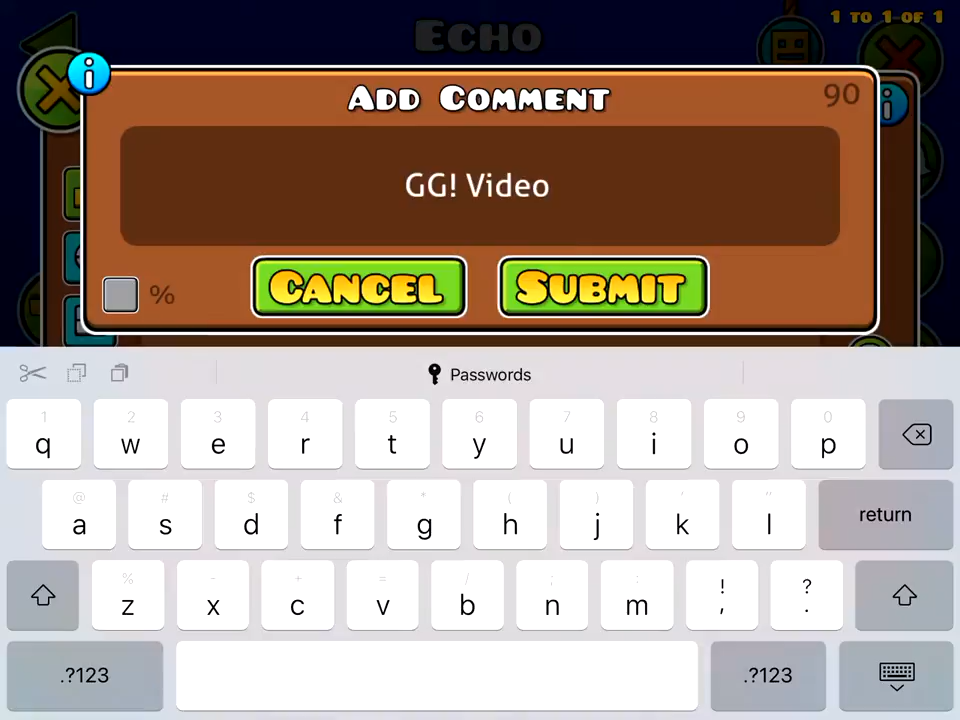 1 TO 1 OF 1
ECHO
ADD COMMENT
90
GG! Video
%
CANCEL SUBMIT
Passwords
1 2 3 4 5 6 7 8 9 0
q w e r t y u i o p
@ # $ & * ( ) ' "
a s d f g h j k l return
% - + = / ; : ! ?
z x c v b n m , .
.?123 .?123